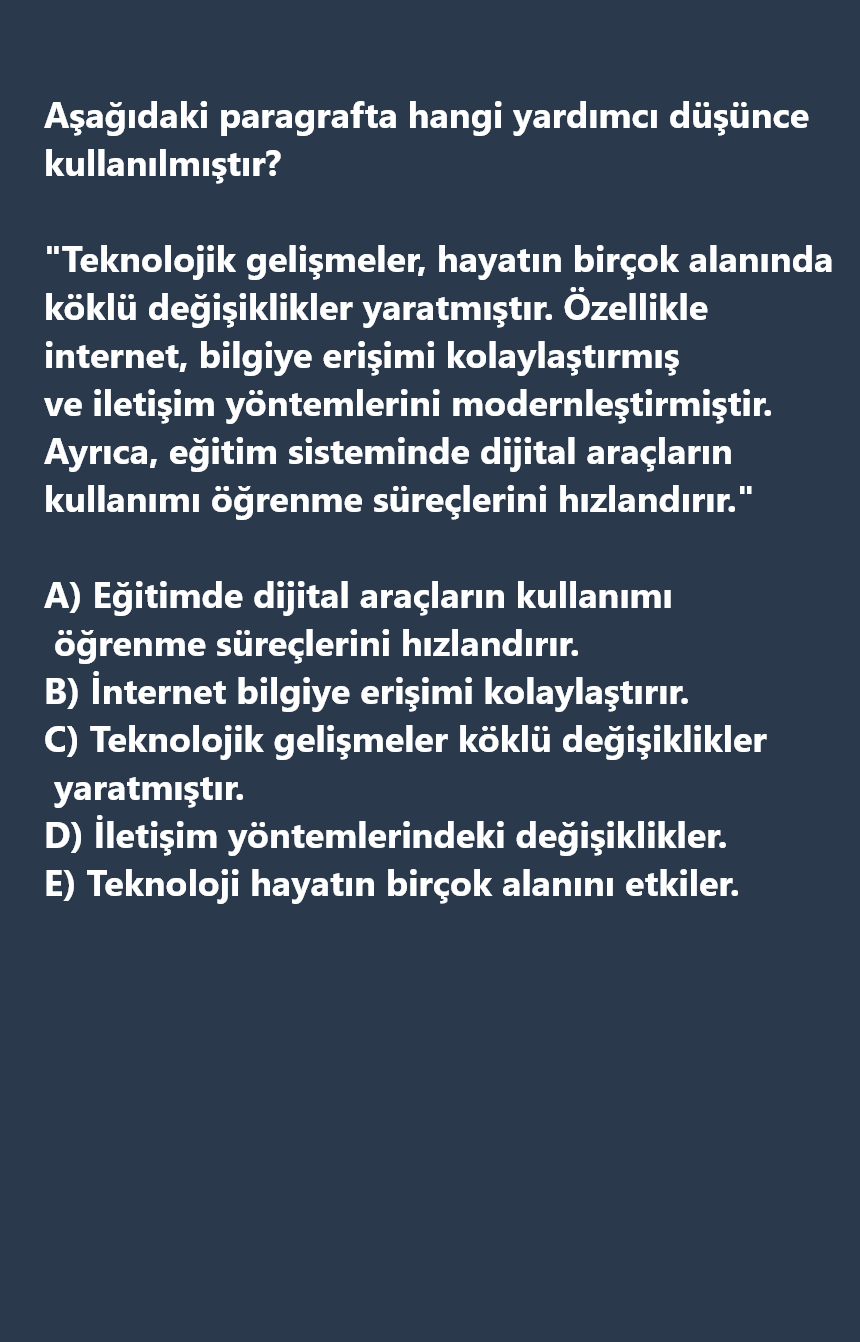 Aşağıdaki paragrafta hangi yardımcı düşünce
kullanılmıştır?
"Teknolojik gelişmeler, hayatın birçok alanında
köklü değişiklikler yaratmıştır. Özellikle
internet, bilgiye erişimi kolaylaştırmış
ve iletişim yöntemlerini modernleştirmiştir.
Ayrıca, eğitim sisteminde dijital araçların
kullanımı öğrenme süreçlerini hızlandırır."
A) Eğitimde dijital araçların kullanımı
öğrenme süreçlerini hızlandırır.
B) İnternet bilgiye erişimi kolaylaştırır.
C) Teknolojik gelişmeler köklü değişiklikler
yaratmıştır.
D) İletişim yöntemlerindeki değişiklikler.
E) Teknoloji hayatın birçok alanını etkiler.